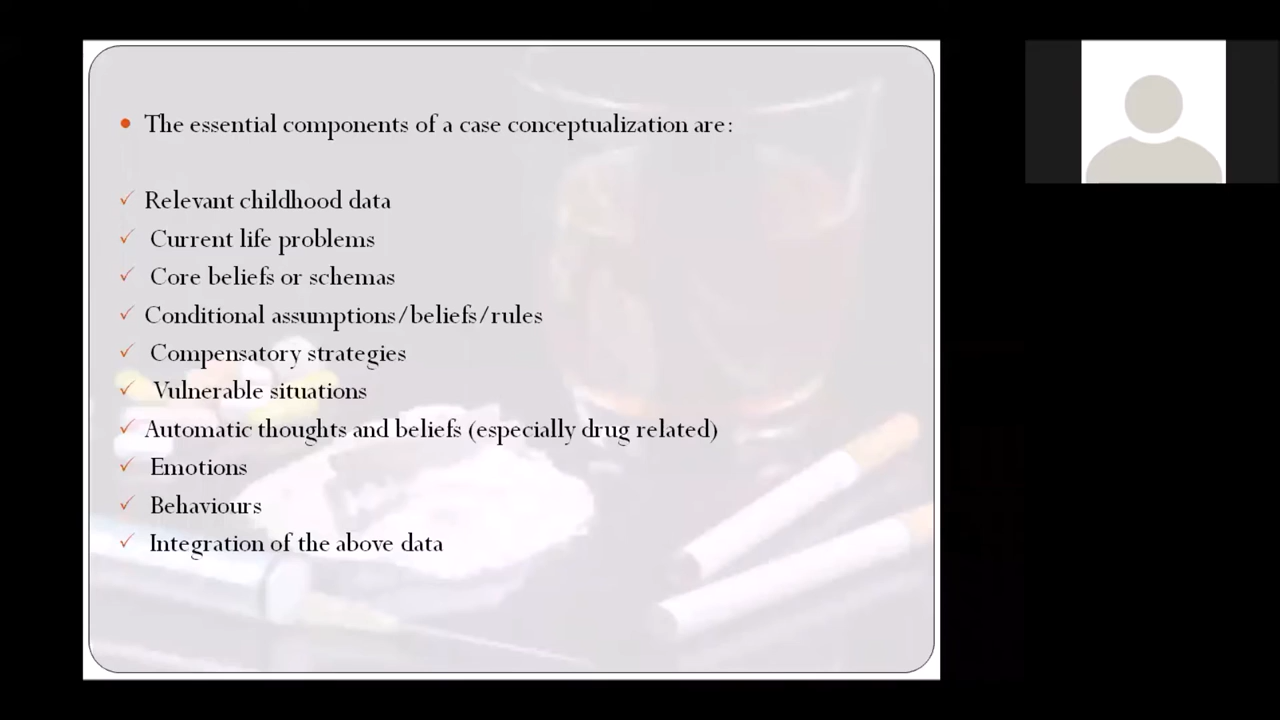 The essential components of a case conceptualization are:
Relevant childhood data
Current life problems
Core beliefs or schemas
Conditional assumptions/beliefs/rules
Compensatory strategies
Vulnerable situations
Automatic thoughts and beliefs (especially drug related)
Emotions
Behaviours
Integration of the above data